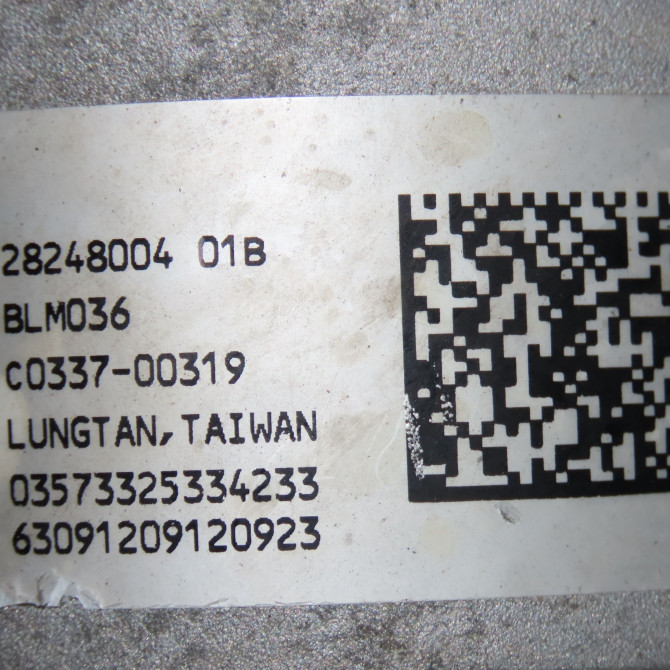 28248004 01B
BLM036
C0337-00319
LUNGTAN, TAIWAN
03573325334233
63091209120923